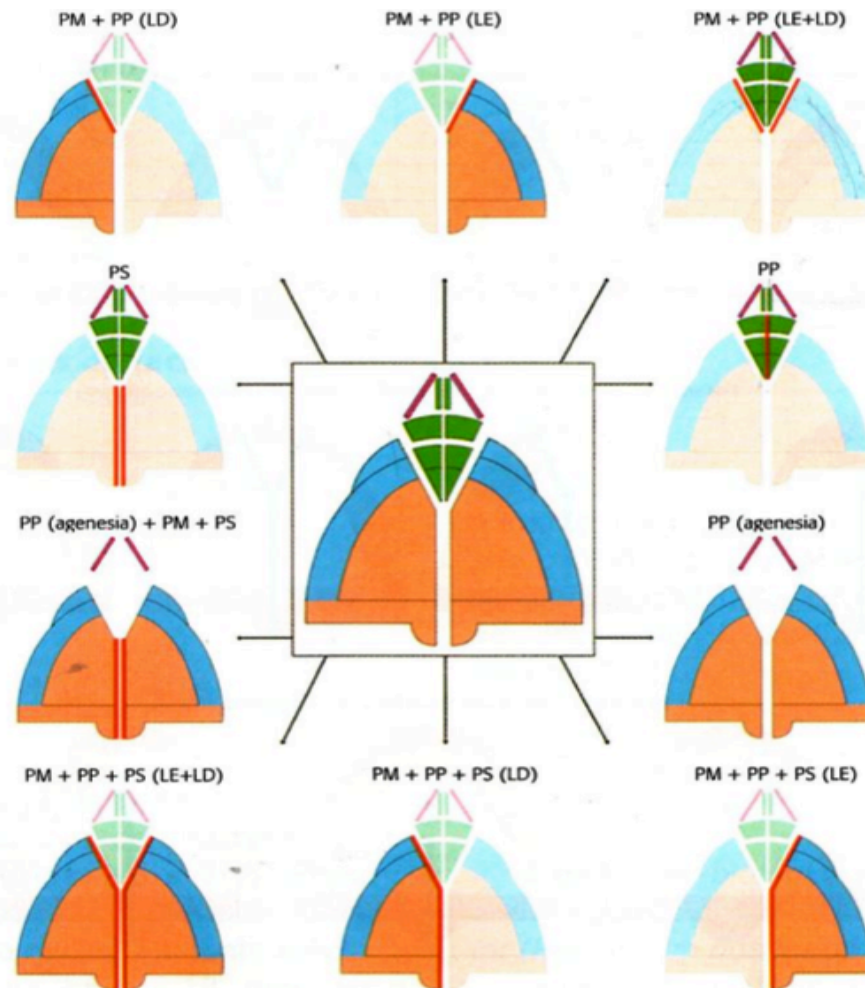 PM + PP (LD)
PM + PP (LE)
PM + PP (LE+LD)
PS
PP
PP (agenesia) + PM + PS
PP (agenesia)
PM + PP + PS (LE+LD)
PM + PP + PS (LD)
PM + PP + PS (LE)